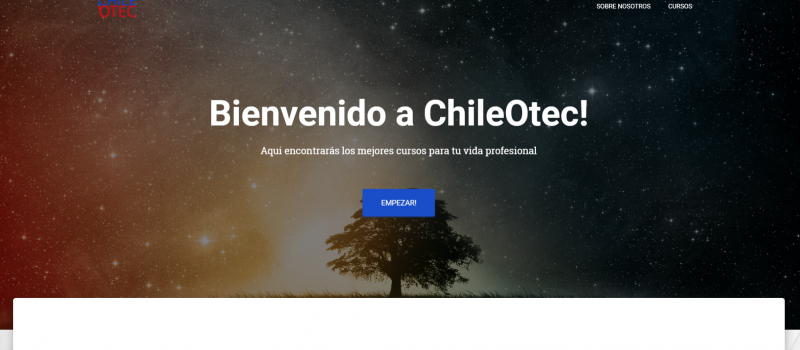 OTEC
SOBRE NOSOTROS
CURSOS
Bienvenido a ChileOtec!
Aqui encontrarás los mejores cursos para tu vida profesional
EMPEZAR!